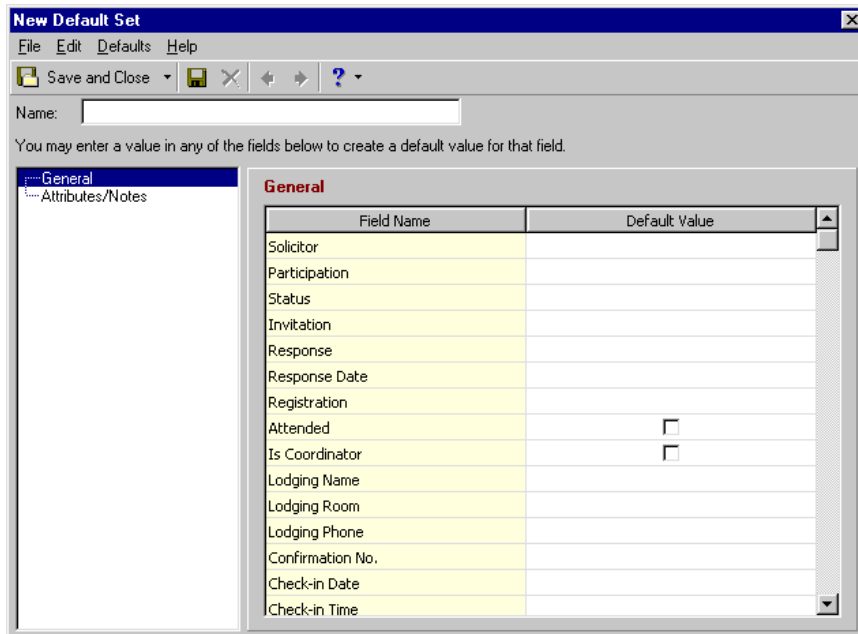 New Default Set
File Edit Defaults Help
Save and Close
Name:
You may enter a value in any of the fields below to create a default value for that field.
General
Attributes/Notes
General
Field Name Default Value
Solicitor
Participation
Status
Invitation
Response
Response Date
Registration
Attended
Is Coordinator
Lodging Name
Lodging Room
Lodging Phone
Confirmation No.
Check-in Date
Check-in Time